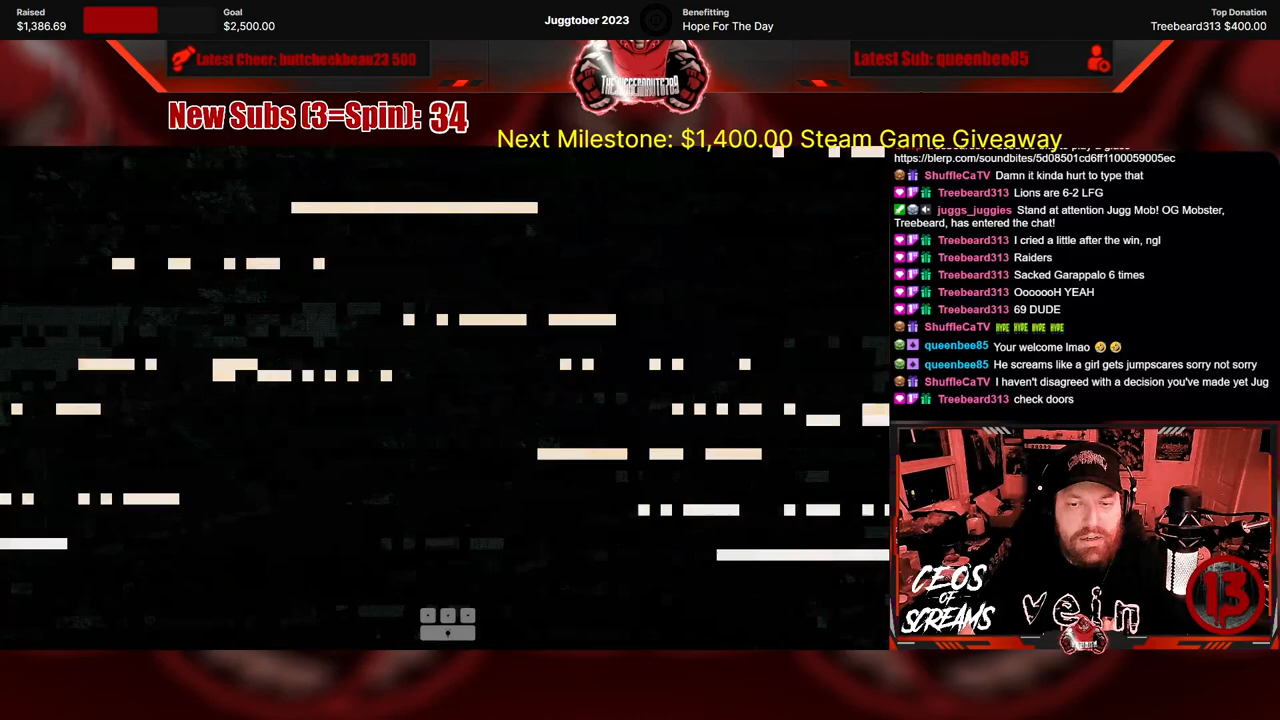 Raised
$1,386.69
Goal
$2,500.00
Juggtober 2023
Benefitting
Hope For The Day
Top Donation
Treebeard313 $400.00
Latest Cheer: buttcheekbeau23 500
THEJUGGERNAUT6789
Latest Sub: queenbee85
New Subs (3=Spin): 34
Next Milestone: $1,400.00 Steam Game Giveaway
https://blerp.com/soundbites/5d08501cd6ff1100059005ec
ShuffleCaTV Damn it kinda hurt to type that
Treebeard313 Lions are 6-2 LFG
juggs_juggies Stand at attention Jugg Mob! OG Mobster,
Treebeard, has entered the chat!
Treebeard313 I cried a little after the win, ngl
Treebeard313 Raiders
Treebeard313 Sacked Garappalo 6 times
Treebeard313 OoooooH YEAH
Treebeard313 69 DUDE
ShuffleCaTV HYPE HYPE HYPE HYPE
queenbee85 Your welcome lmao
queenbee85 He screams like a girl gets jumpscares sorry not sorry
ShuffleCaTV I haven't disagreed with a decision you've made yet Jug
Treebeard313 check doors
CEOS
OF
SCREAMS
vein
13